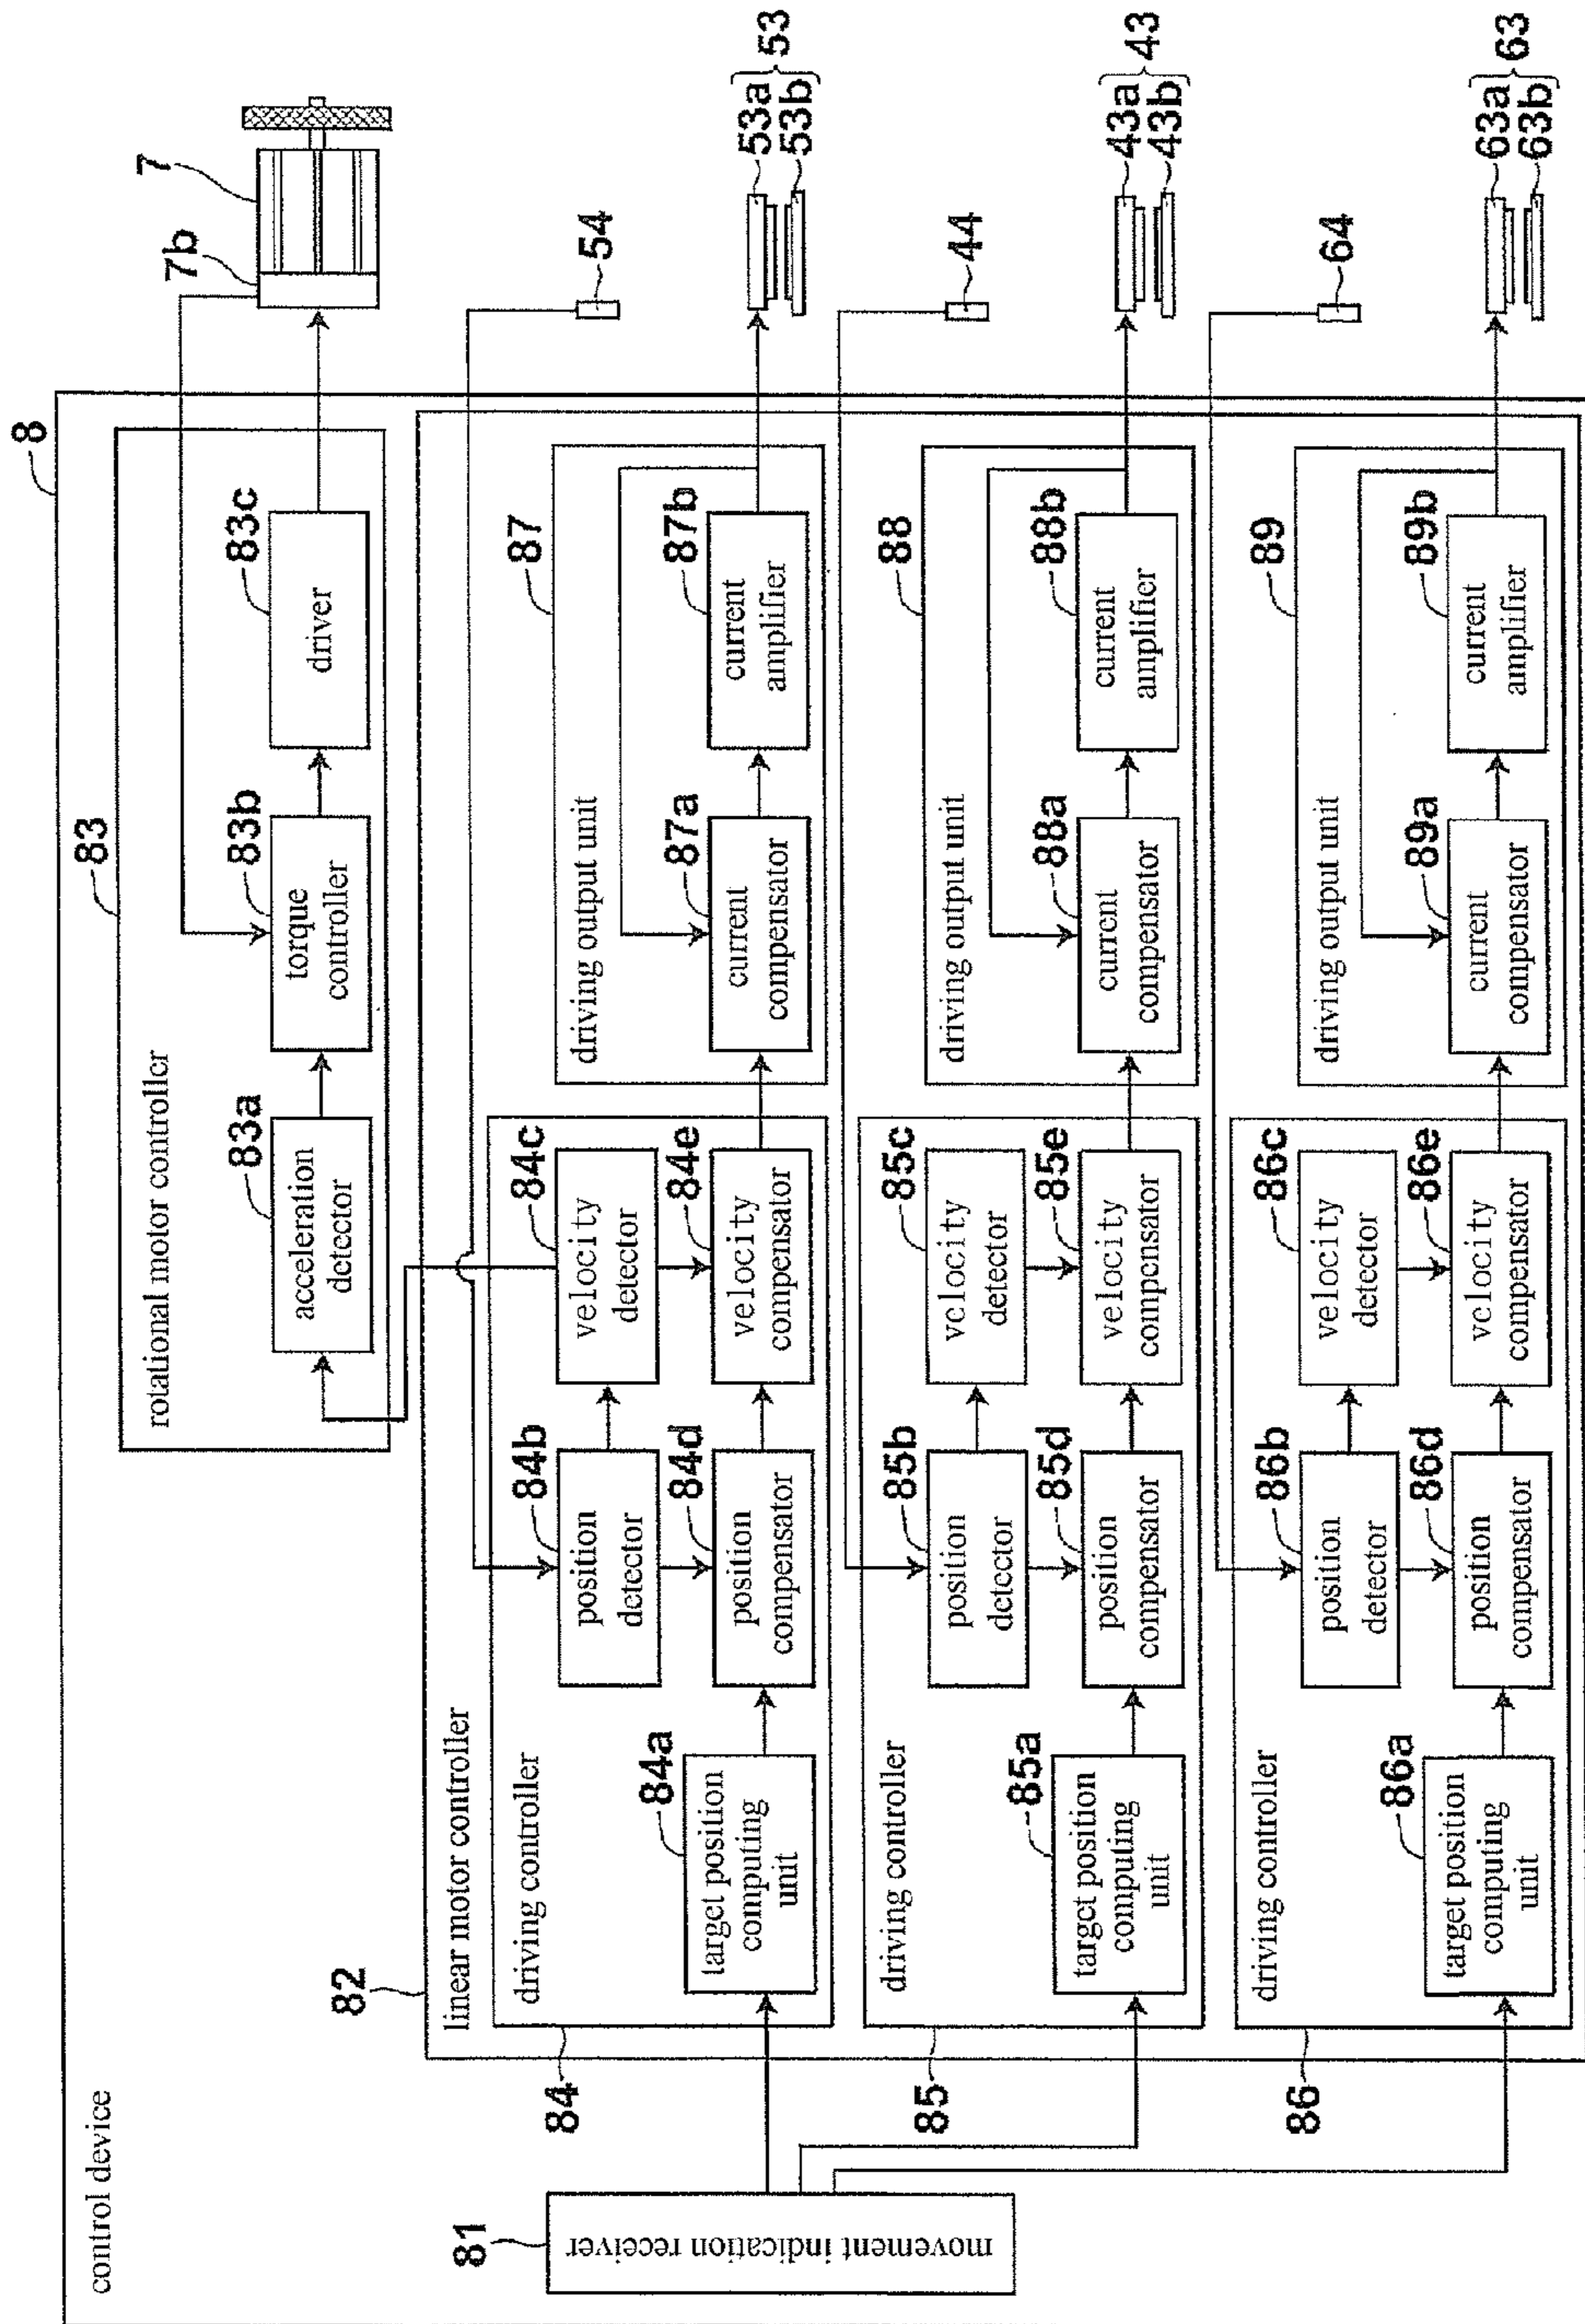 control device
8
81
movement indication receiver
83
rotational motor controller
83a
acceleration
detector
83b
torque
controller
83c
driver
7b
7
82
linear motor controller
84
driving controller
84a
target position
computing
unit
84b
position
detector
84c
velocity
detector
84d
position
compensator
84e
velocity
compensator
87
driving output unit
87a
current
compensator
87b
current
amplifier
54
53a
53b
53
85
driving controller
85a
target position
computing
unit
85b
position
detector
85c
velocity
detector
85d
position
compensator
85e
velocity
compensator
88
driving output unit
88a
current
compensator
88b
current
amplifier
44
43a
43b
43
86
driving controller
86a
target position
computing
unit
86b
position
detector
86c
velocity
detector
86d
position
compensator
86e
velocity
compensator
89
driving output unit
89a
current
compensator
89b
current
amplifier
64
63a
63b
63